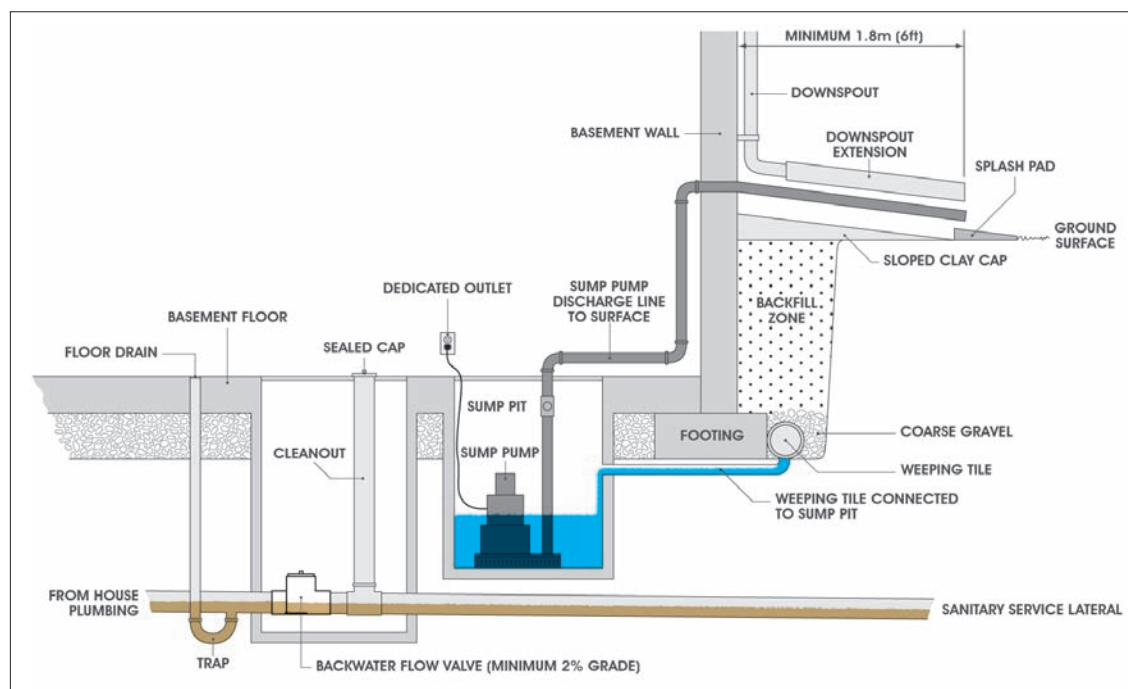 MINIMUM 1.8m (6ft)
DOWNSPOUT
BASEMENT WALL
DOWNSPOUT
EXTENSION
SPLASH PAD
GROUND
SURFACE
SLOPED CLAY CAP
DEDICATED OUTLET
SUMP PUMP
DISCHARGE LINE
TO SURFACE
BACKFILL
ZONE
BASEMENT FLOOR
FLOOR DRAIN
SEALED CAP
SUMP PIT
CLEANOUT
SUMP PUMP
FOOTING
COARSE GRAVEL
WEEPING TILE
WEEPING TILE CONNECTED
TO SUMP PIT
FROM HOUSE
PLUMBING
SANITARY SERVICE LATERAL
TRAP
BACKWATER FLOW VALVE (MINIMUM 2% GRADE)